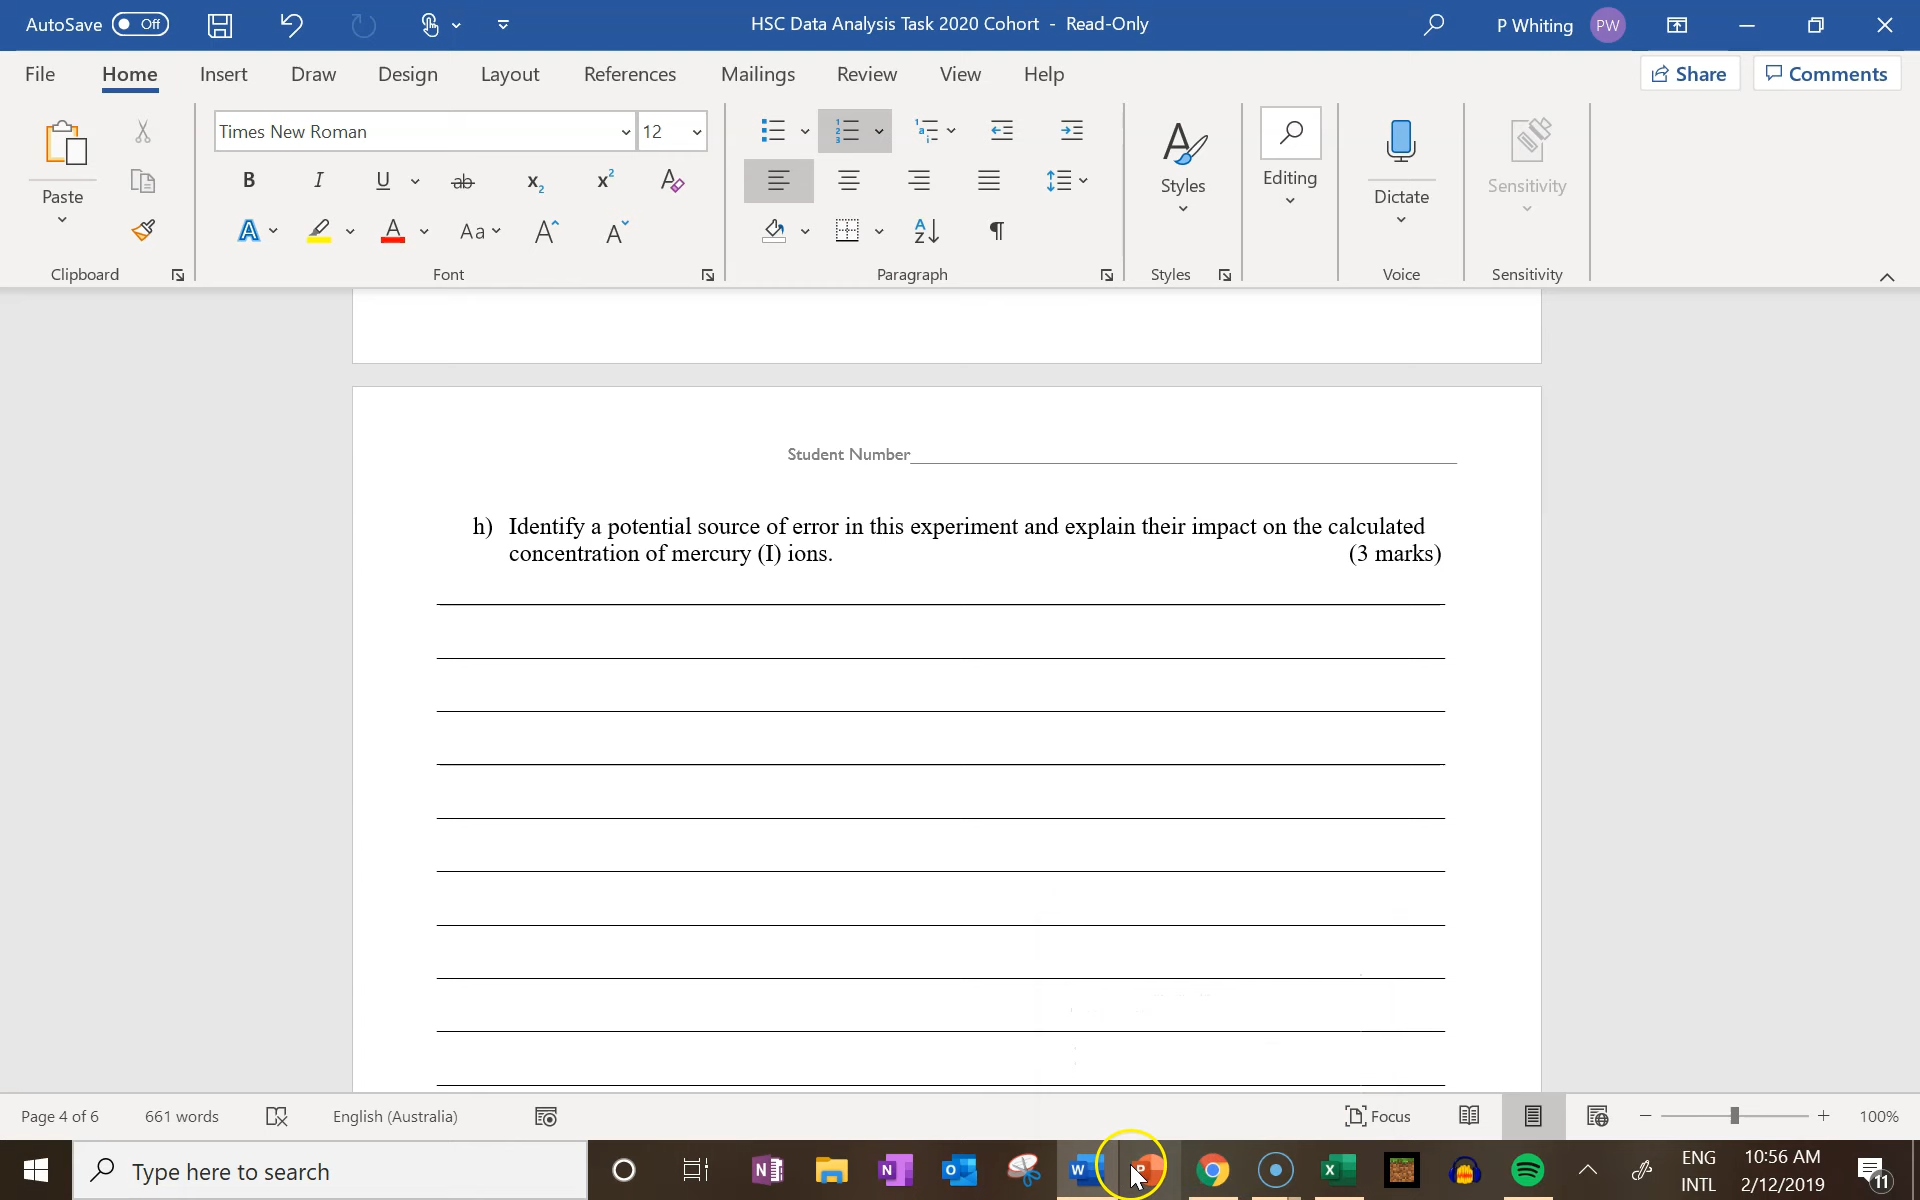 AutoSave Off HSC Data Analysis Task 2020 Cohort - Read-Only P Whiting PW
File Home Insert Draw Design Layout References Mailings Review View Help Share Comments
Times New Roman 12
Paste
Styles
Editing
Dictate
Sensitivity
Clipboard Font Paragraph Styles Voice Sensitivity
Student Number
h) Identify a potential source of error in this experiment and explain their impact on the calculated
concentration of mercury (I) ions. (3 marks)
Page 4 of 6 661 words English (Australia) Focus 100%
Type here to search
ENG 10:56 AM
INTL 2/12/2019 11